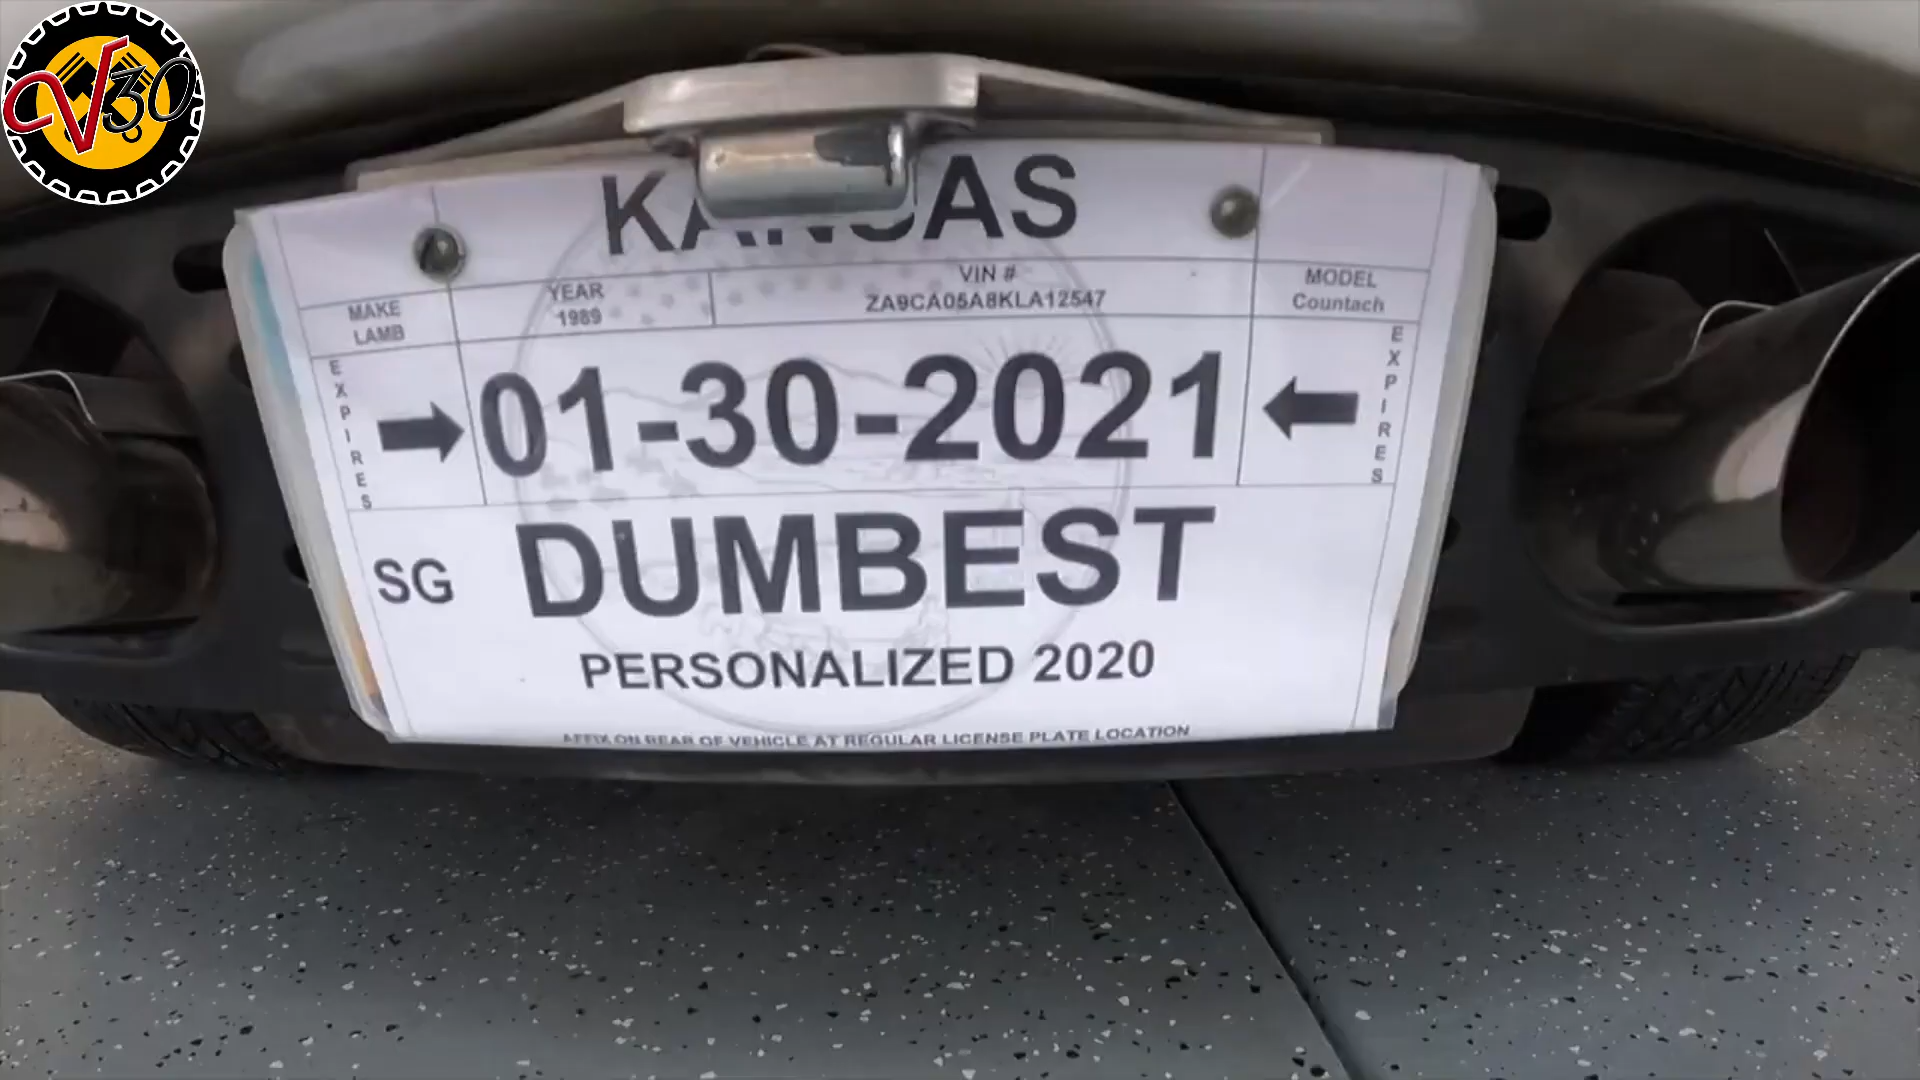 CV30
KANSAS
MAKE
LAMB
YEAR
1989
VIN #
ZA9CA05A8KLA12547
MODEL
Countach
EXPIRES
01-30-2021
EXPIRES
SG
DUMBEST
PERSONALIZED 2020
AFFIX ON REAR OF VEHICLE AT REGULAR LICENSE PLATE LOCATION